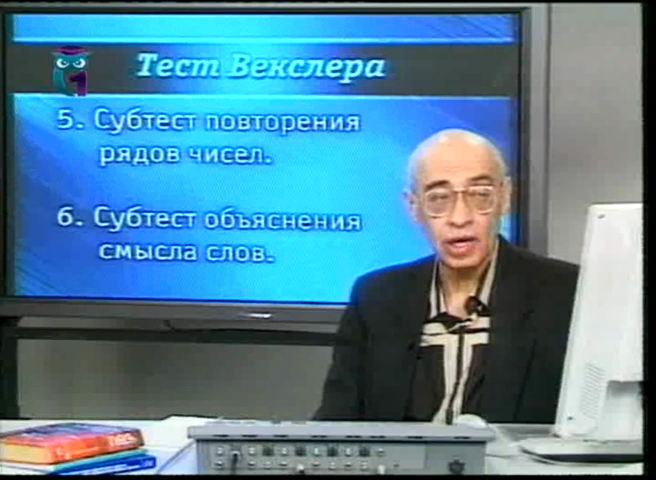 Тест Векслера
5. Субтест повторения
рядов чисел.
6. Субтест объяснения
смысла слов.